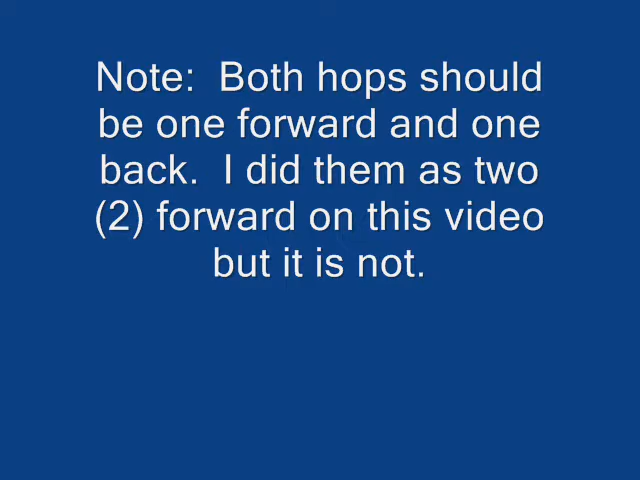 Note:  Both hops should
be one forward and one
back.  I did them as two
(2) forward on this video
but it is not.